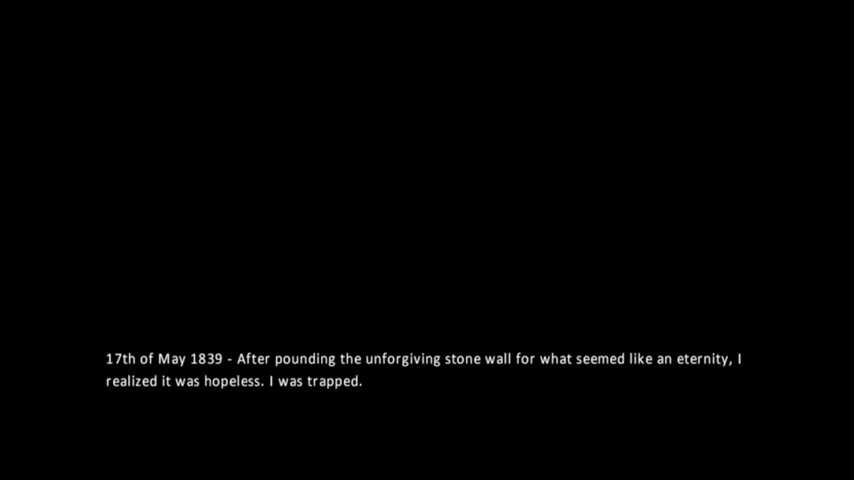 17th of May 1839 - After pounding the unforgiving stone wall for what seemed like an eternity, I
realized it was hopeless. I was trapped.